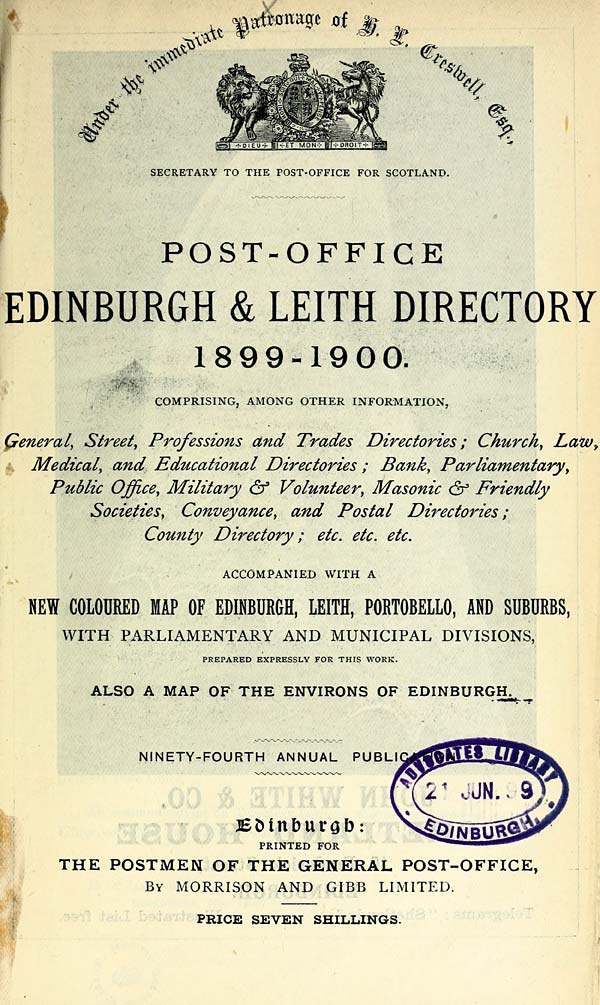 Under the immediate Patronage of H. L. Creswell, Esq.,
·DIEU· ·ET MON· ·DROIT·
SECRETARY TO THE POST-OFFICE FOR SCOTLAND.
POST-OFFICE
EDINBURGH & LEITH DIRECTORY
1899-1900.
COMPRISING, AMONG OTHER INFORMATION,
General, Street, Professions and Trades Directories; Church, Law,
Medical, and Educational Directories; Bank, Parliamentary,
Public Office, Military & Volunteer, Masonic & Friendly
Societies, Conveyance, and Postal Directories;
County Directory; etc. etc. etc.
ACCOMPANIED WITH A
NEW COLOURED MAP OF EDINBURGH, LEITH, PORTOBELLO, AND SUBURBS,
WITH PARLIAMENTARY AND MUNICIPAL DIVISIONS,
PREPARED EXPRESSLY FOR THIS WORK.
ALSO A MAP OF THE ENVIRONS OF EDINBURGH.
NINETY-FOURTH ANNUAL PUBLICA
ADVOCATES LIBRARY
21 JUN. 99
EDINBURGH.
Edinburgh:
PRINTED FOR
THE POSTMEN OF THE GENERAL POST-OFFICE,
BY MORRISON AND GIBB LIMITED.
PRICE SEVEN SHILLINGS.